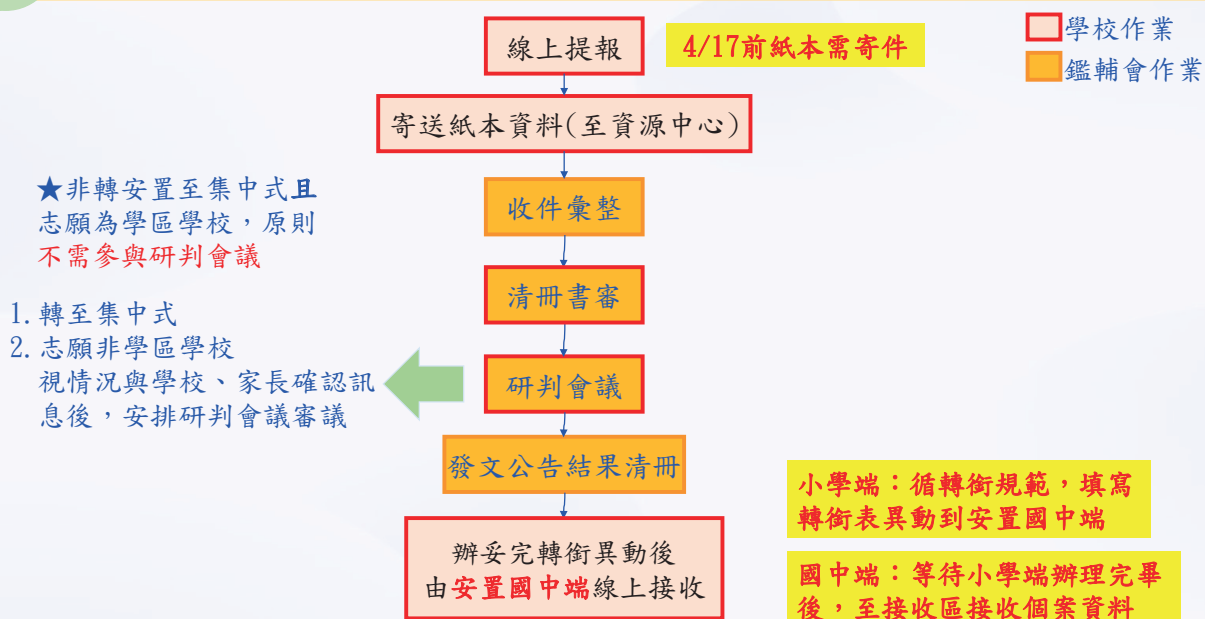 線上提報
4/17前紙本需寄件
學校作業
鑑輔會作業
寄送紙本資料(至資源中心)
收件彙整
★非轉安置至集中式且
志願為學區學校，原則
不需參與研判會議
清冊書審
1.轉至集中式
2.志願非學區學校
視情況與學校、家長確認訊
息後，安排研判會議審議
研判會議
發文公告結果清冊
辦妥完轉銜異動後
由安置國中端線上接收
小學端：循轉銜規範，填寫
轉銜表異動到安置國中端
國中端：等待小學端辦理完畢
後，至接收區接收個案資料